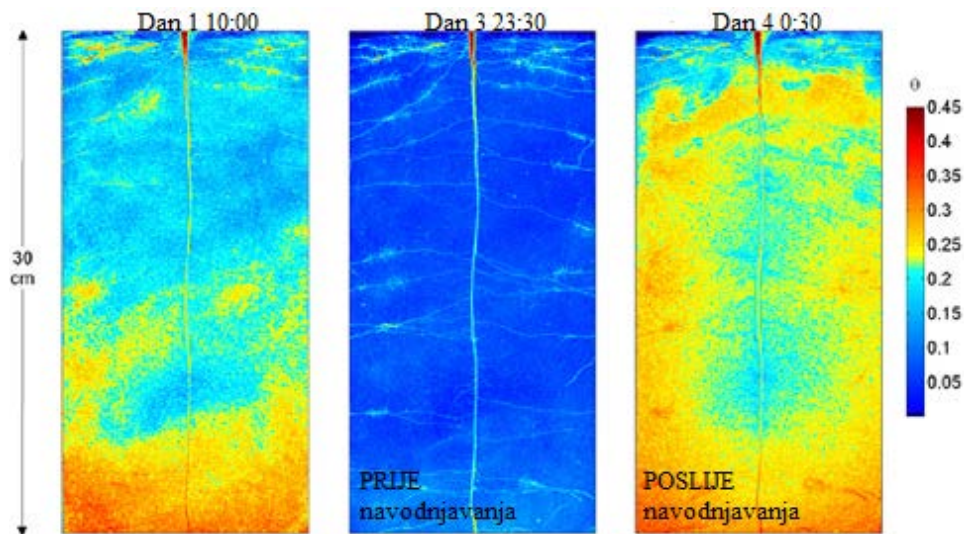 Dan 1 10:00
Dan 3 23:30
Dan 4 0:30
θ
0.45
0.4
0.35
0.3
0.25
0.2
0.15
0.1
0.05
30
cm
PRIJE
navodnjavanja
POSLIJE
navodnjavanja